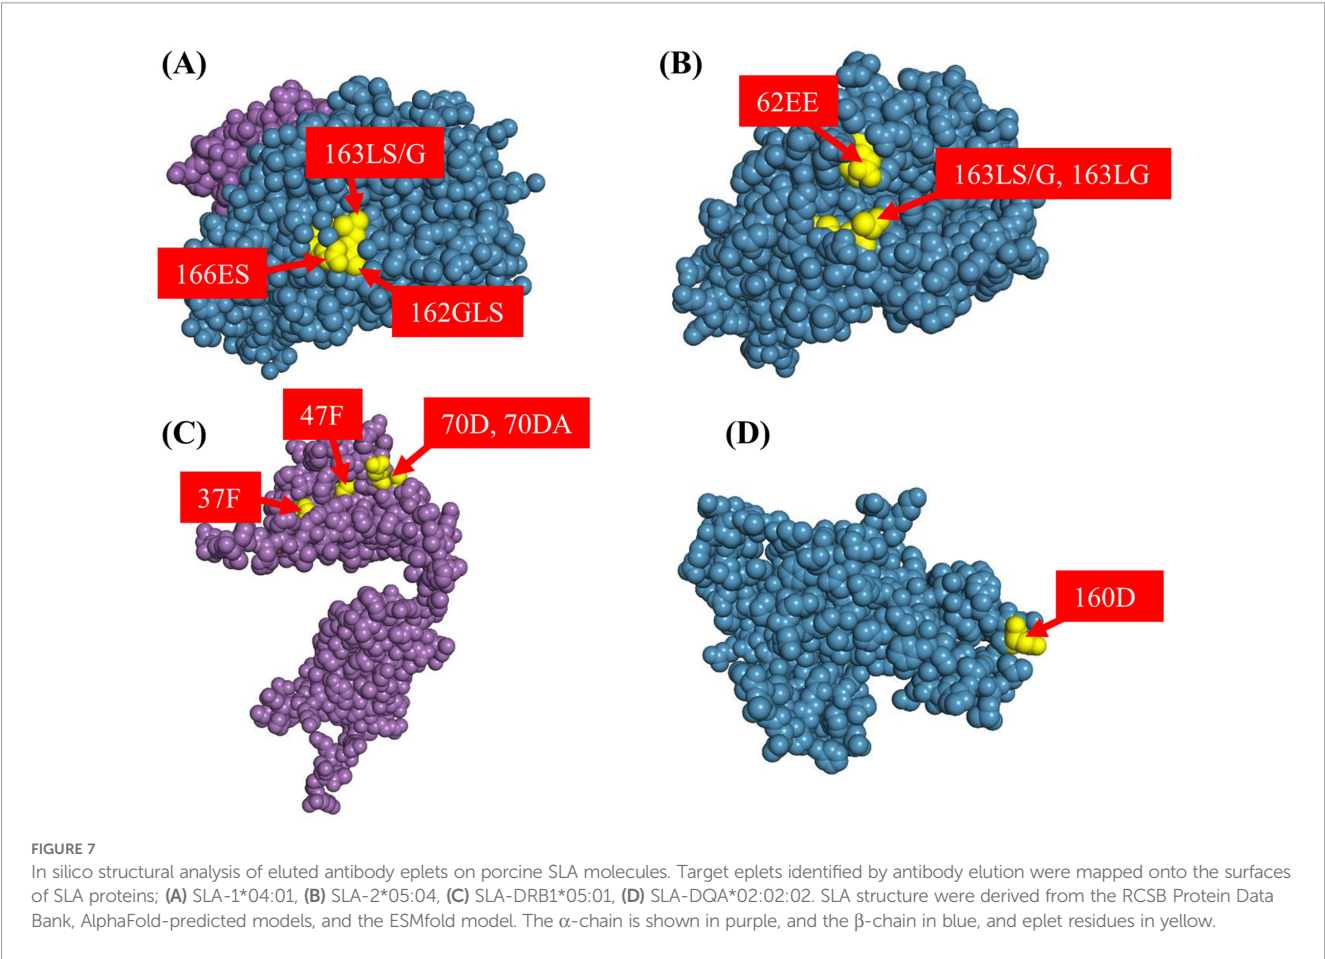 (A)
163LS/G
166ES
162GLS
(B)
62EE
163LS/G, 163LG
(C)
47F
70D, 70DA
37F
(D)
160D
FIGURE 7
In silico structural analysis of eluted antibody eplets on porcine SLA molecules. Target eplets identified by antibody elution were mapped onto the surfaces
of SLA proteins; (A) SLA-1*04:01, (B) SLA-2*05:04, (C) SLA-DRB1*05:01, (D) SLA-DQA*02:02:02. SLA structure were derived from the RCSB Protein Data
Bank, AlphaFold-predicted models, and the ESMfold model. The α-chain is shown in purple, and the β-chain in blue, and eplet residues in yellow.